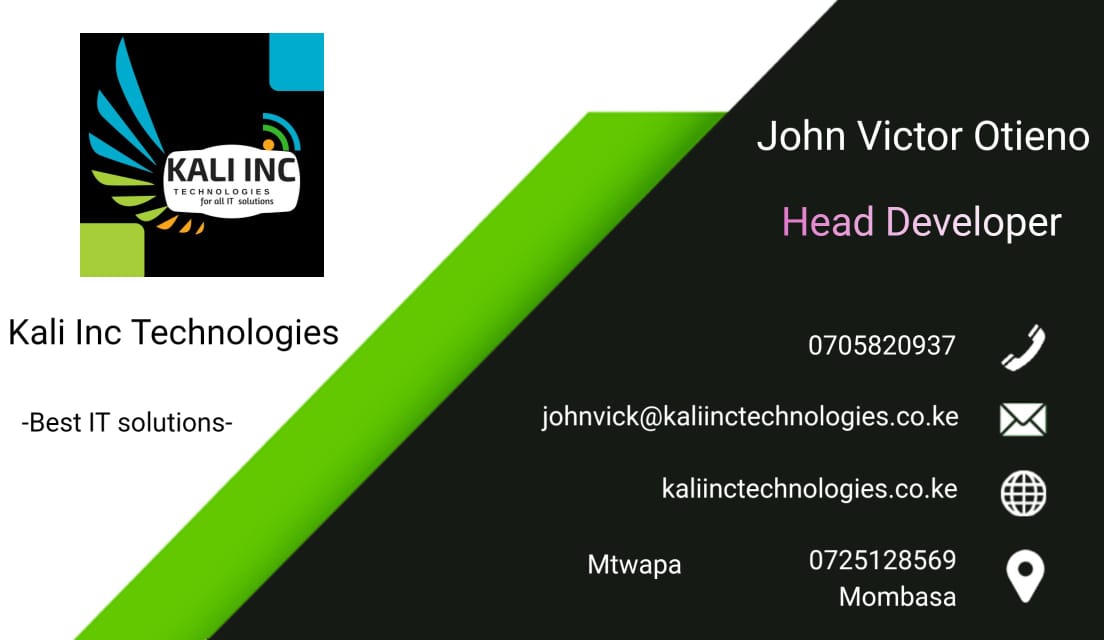 KALI INC
TECHNOLOGIES
for all IT solutions
Kali Inc Technologies
-Best IT solutions-
John Victor Otieno
Head Developer
0705820937
johnvick@kaliinctechnologies.co.ke
kaliinctechnologies.co.ke
Mtwapa 0725128569
Mombasa